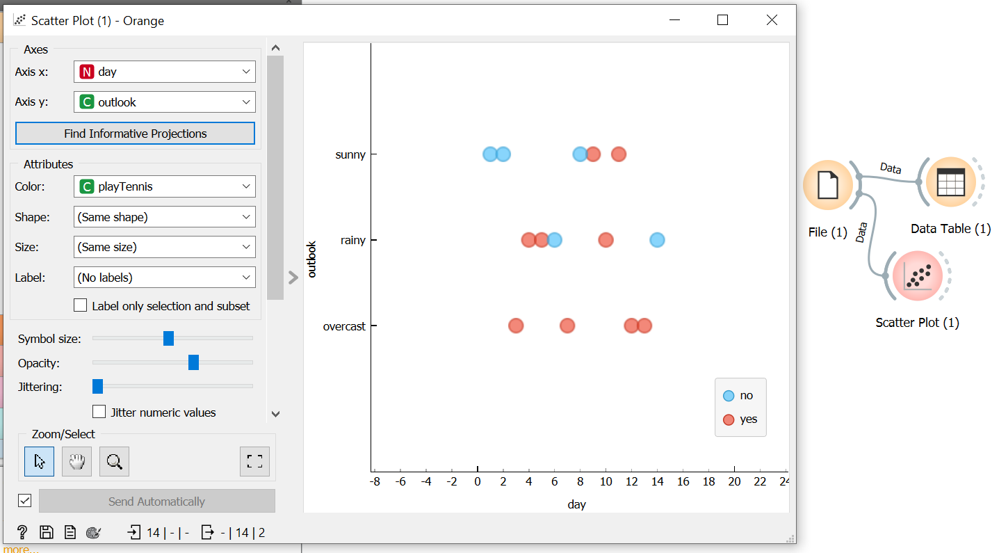 Scatter Plot (1) - Orange
Axes
Axis x: N day
Axis y: C outlook
Find Informative Projections
Attributes
Color: C playTennis
Shape: (Same shape)
Size: (Same size)
Label: (No labels)
Label only selection and subset
Symbol size:
Opacity:
Jittering:
Jitter numeric values
Zoom/Select
Send Automatically
? 14 | - | - - | 14 | 2
more...
outlook
sunny
rainy
overcast
no
yes
-8 -6 -4 -2 0 2 4 6 8 10 12 14 16 18 20 22 24
day
Data
File (1)
Data
Data Table (1)
Scatter Plot (1)